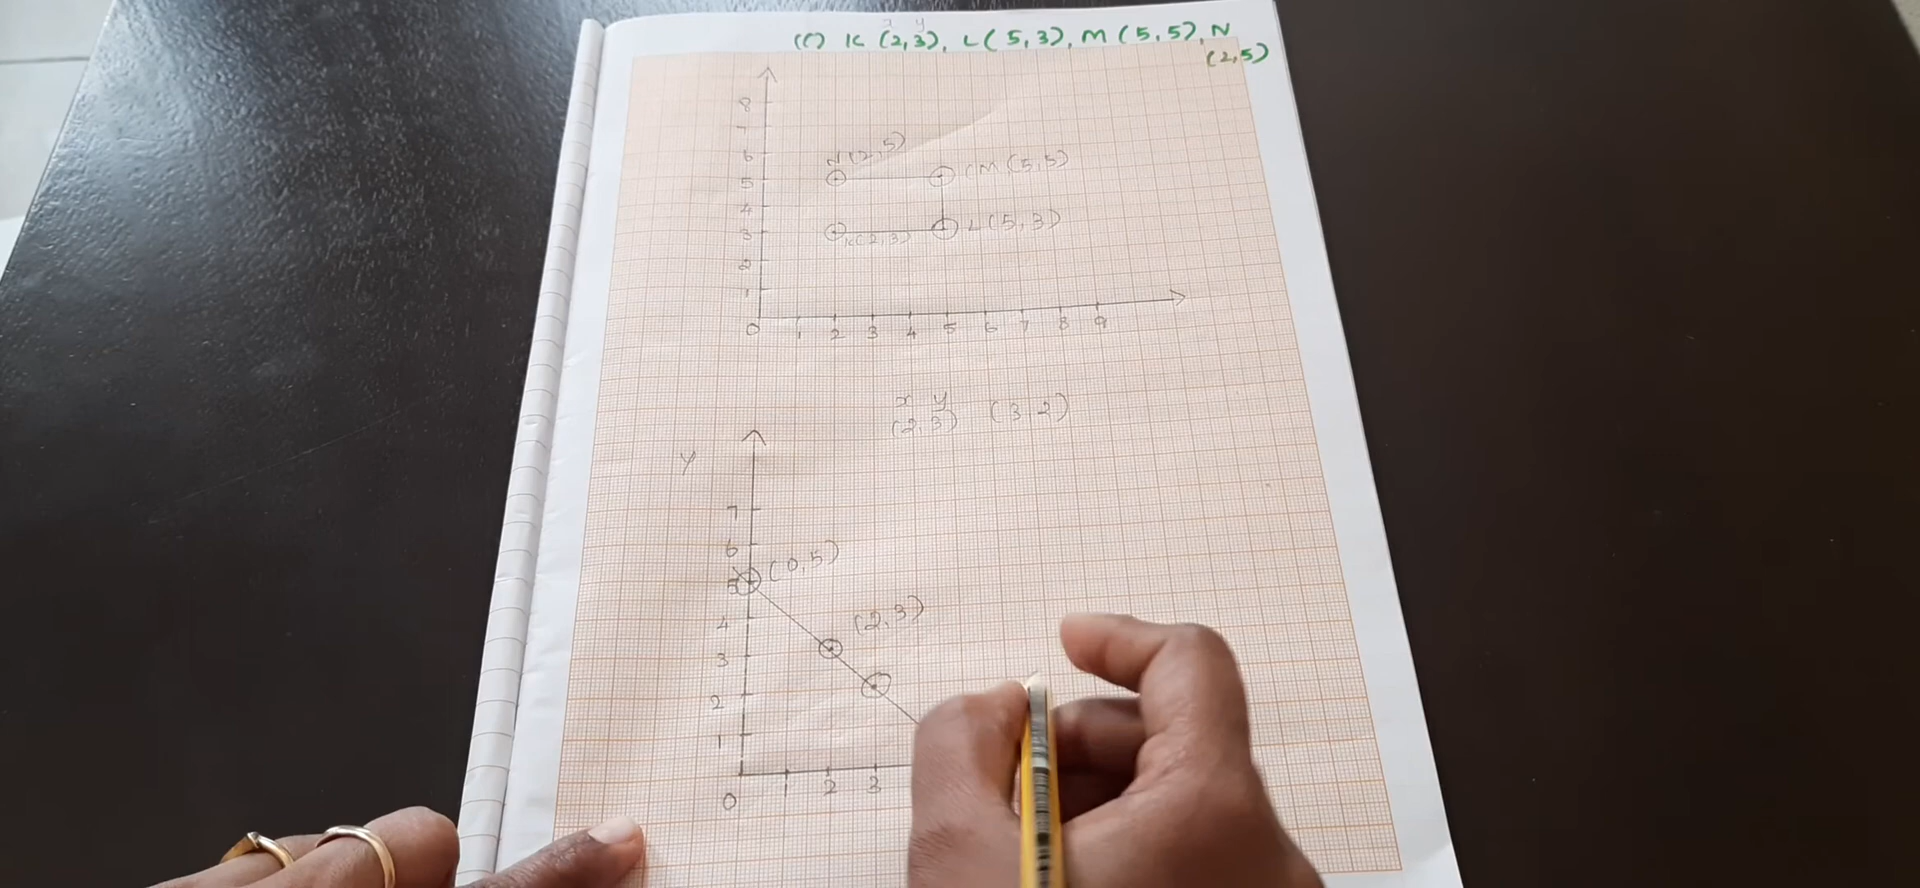 x y
(C) K (2,3), L (5,3), M (5,5), N
(2,5)
8
7
6
N(2,5)
M(5,5)
5
4
3
K(2,3)
L(5,3)
2
1
0 1 2 3 4 5 6 7 8 9
x y
(2,3) (3,2)
y
7
6
5
(0,5)
4
(2,3)
3
2
1
0 1 2 3